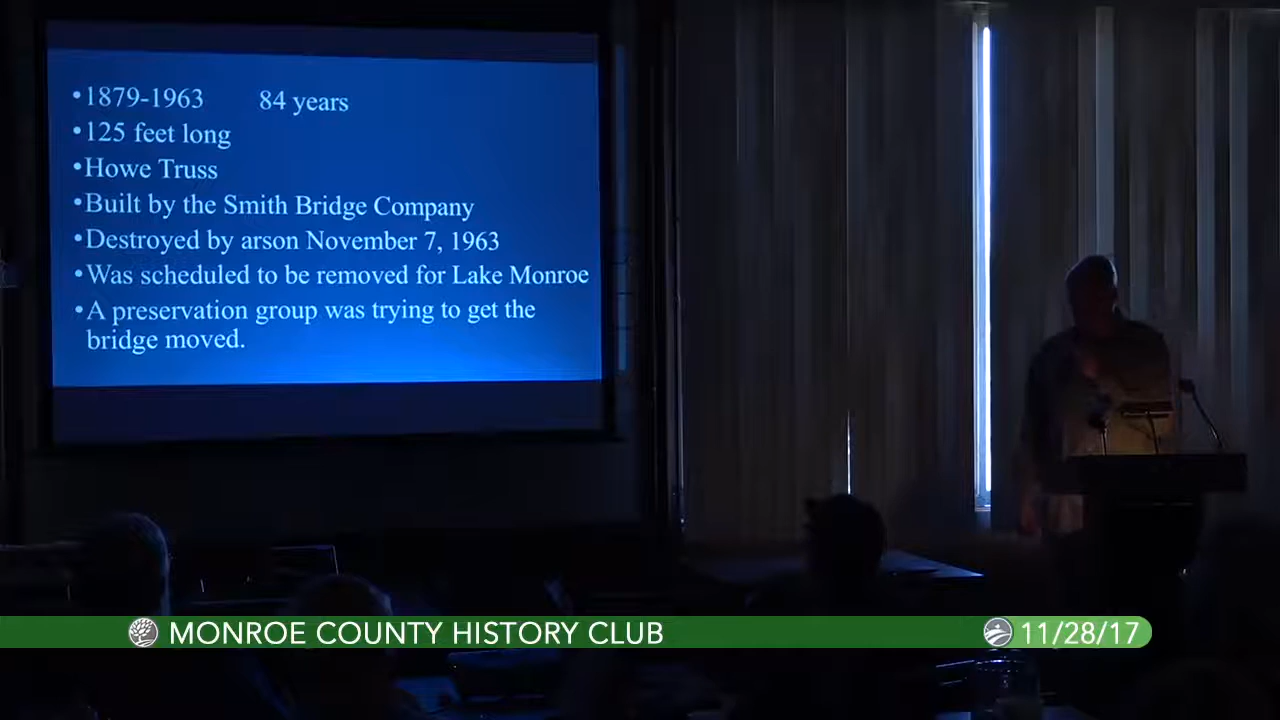 •1879-1963 84 years
•125 feet long
•Howe Truss
•Built by the Smith Bridge Company
•Destroyed by arson November 7, 1963
•Was scheduled to be removed for Lake Monroe
•A preservation group was trying to get the
bridge moved.
MONROE COUNTY HISTORY CLUB 11/28/17